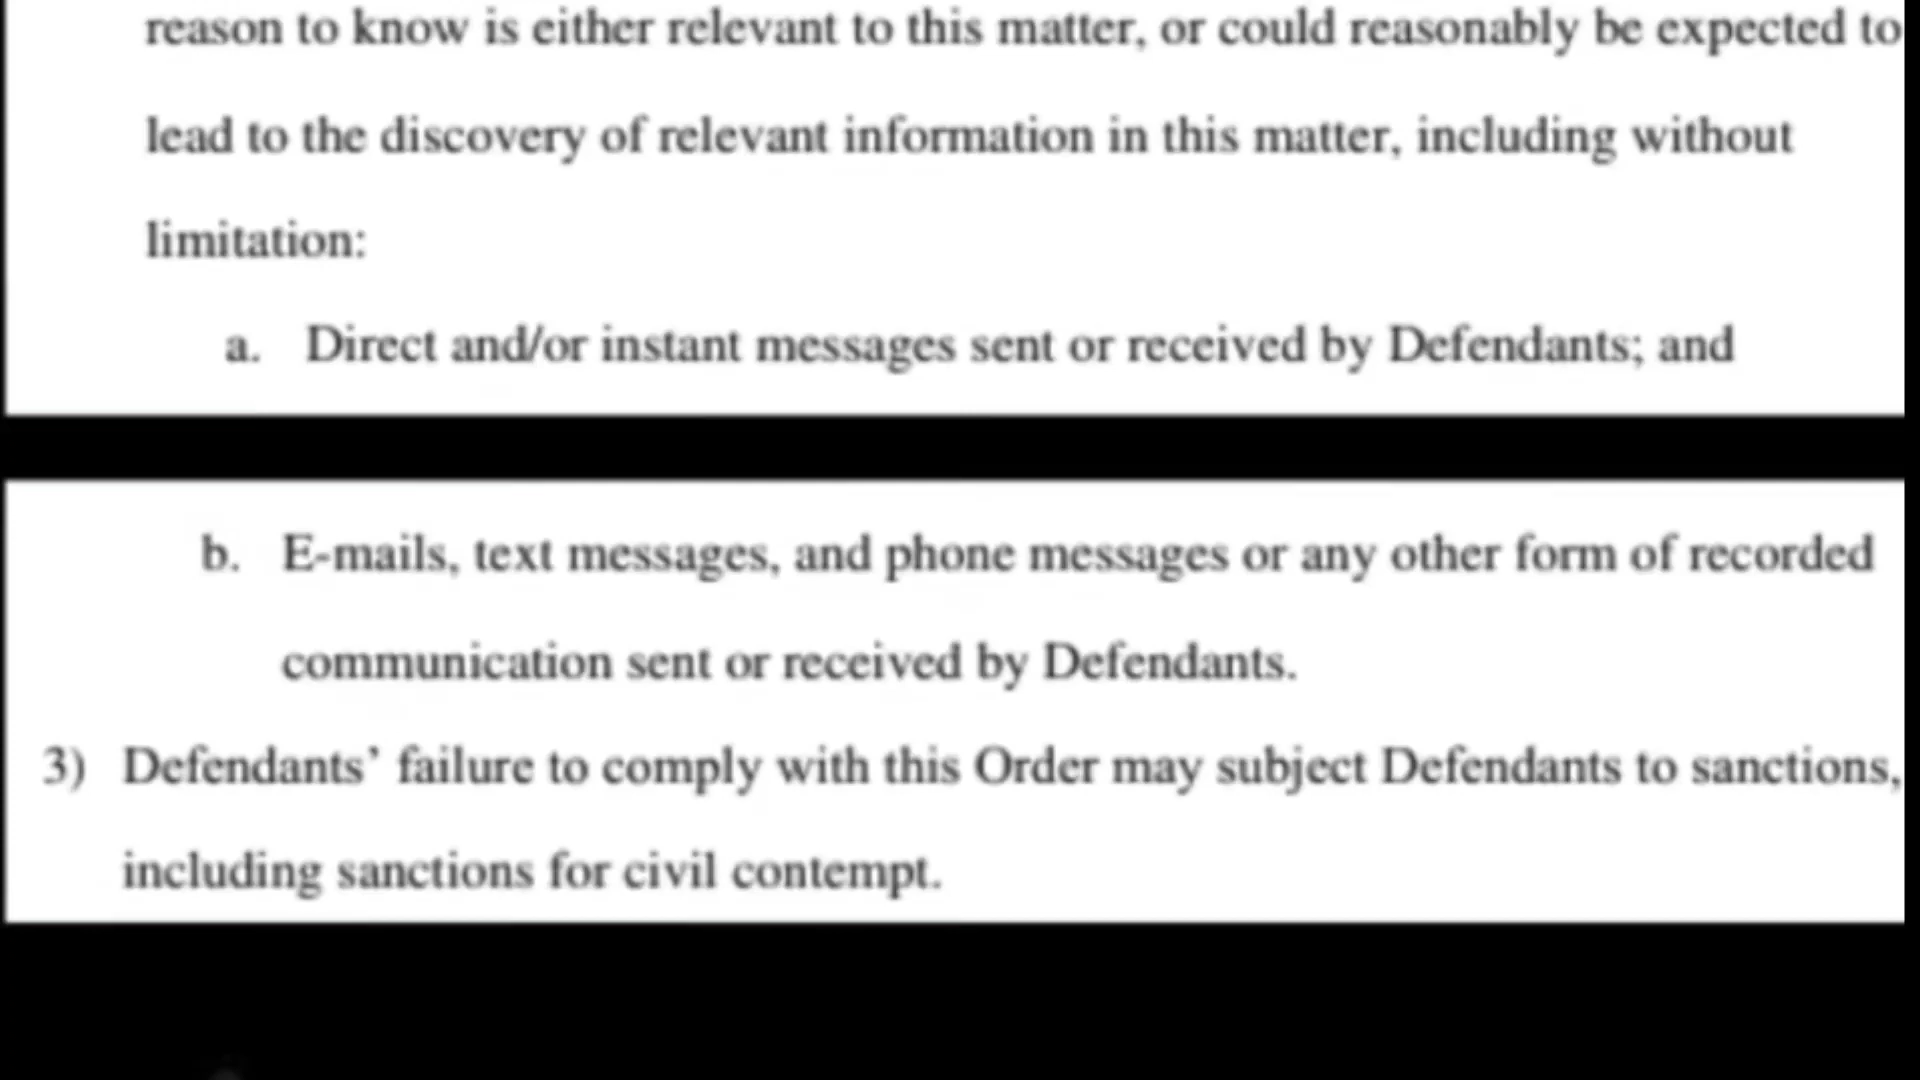 reason to know is either relevant to this matter, or could reasonably be expected to
lead to the discovery of relevant information in this matter, including without
limitation:
a. Direct and/or instant messages sent or received by Defendants; and
b. E-mails, text messages, and phone messages or any other form of recorded
communication sent or received by Defendants.
3) Defendants’ failure to comply with this Order may subject Defendants to sanctions,
including sanctions for civil contempt.